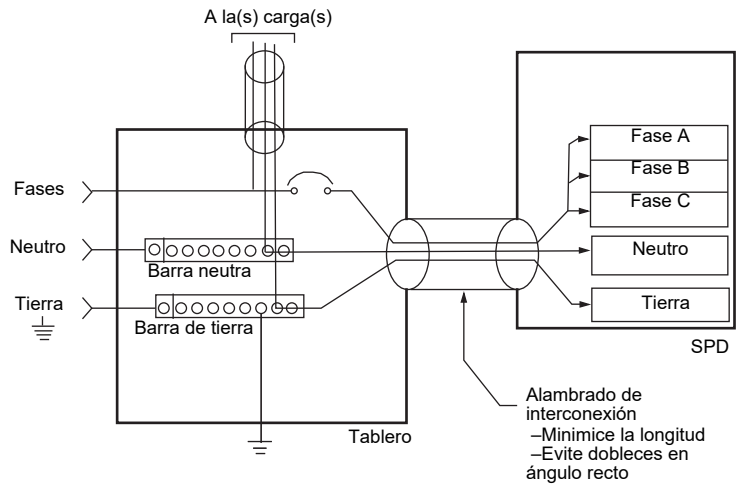 A la(s) carga(s)
Fases
Neutro
Tierra
Barra neutra
Barra de tierra
Tablero
Fase A
Fase B
Fase C
Neutro
Tierra
SPD
Alambrado de
interconexión
–Minimice la longitud
–Evite dobleces en
ángulo recto